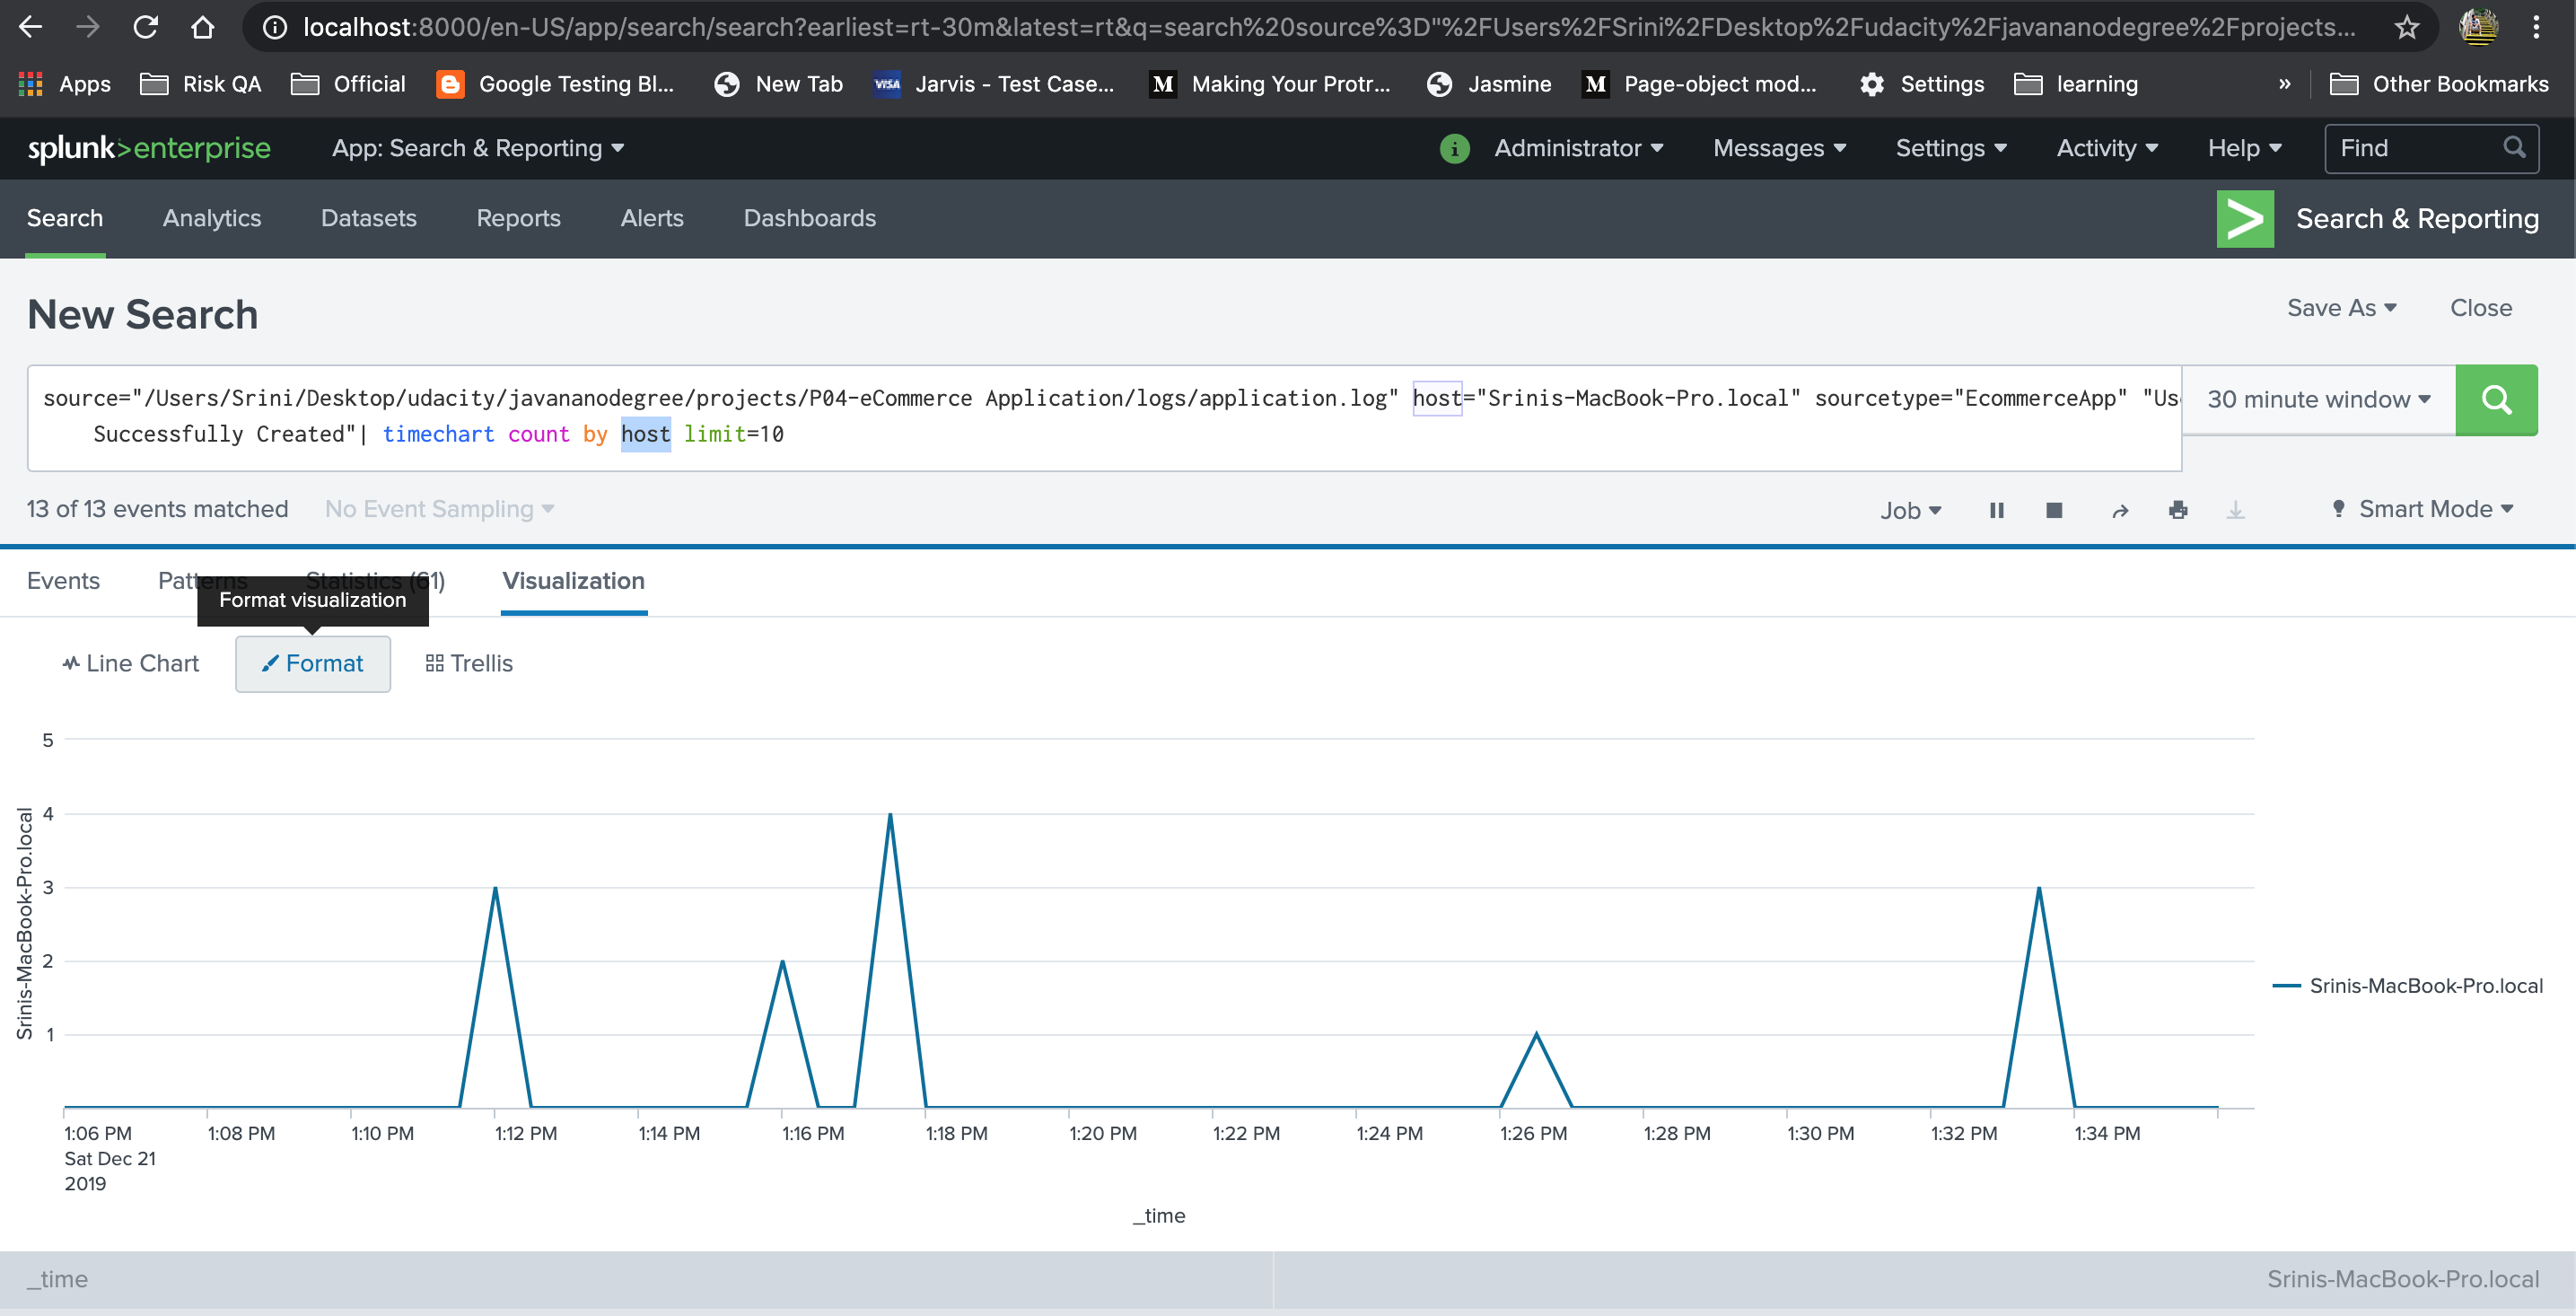 localhost:8000/en-US/app/search/search?earliest=rt-30m&latest=rt&q=search%20source%3D"%2FUsers%2FSrini%2FDesktop%2Fudacity%2Fjavananodegree%2Fprojects...
Apps Risk QA Official Google Testing Bl... New Tab VISA Jarvis - Test Case... M Making Your Protr... Jasmine M Page-object mod... Settings learning » Other Bookmarks
splunk>enterprise App: Search & Reporting i Administrator Messages Settings Activity Help Find
Search Analytics Datasets Reports Alerts Dashboards > Search & Reporting
New Search Save As Close
source="/Users/Srini/Desktop/udacity/javananodegree/projects/P04-eCommerce Application/logs/application.log" host="Srinis-MacBook-Pro.local" sourcetype="EcommerceApp" "Us 30 minute window
Successfully Created"| timechart count by host limit=10
13 of 13 events matched No Event Sampling Job Smart Mode
Events Patterns Statistics (61) Visualization
Format visualization
Line Chart Format Trellis
5
4
3
2
1
Srinis-MacBook-Pro.local
Srinis-MacBook-Pro.local
1:06 PM 1:08 PM 1:10 PM 1:12 PM 1:14 PM 1:16 PM 1:18 PM 1:20 PM 1:22 PM 1:24 PM 1:26 PM 1:28 PM 1:30 PM 1:32 PM 1:34 PM
Sat Dec 21
2019
_time
_time Srinis-MacBook-Pro.local